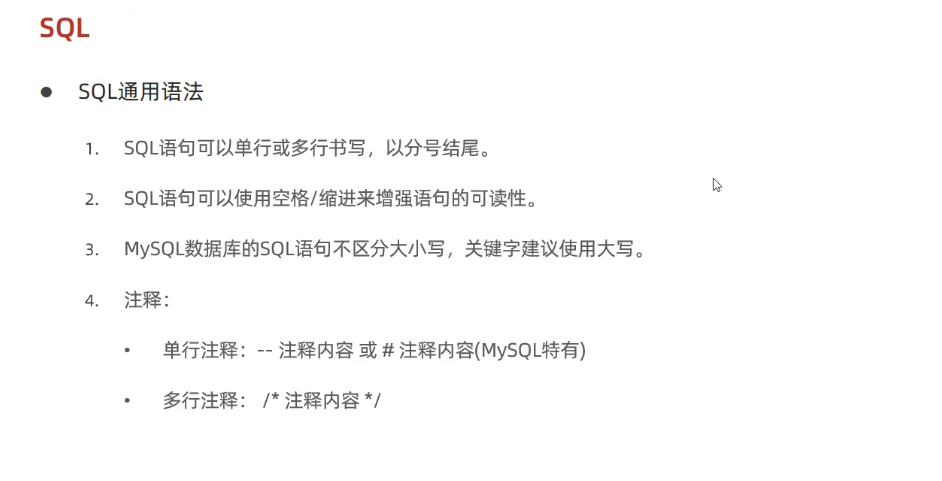 SQL
● SQL通用语法
1. SQL语句可以单行或多行书写，以分号结尾。
2. SQL语句可以使用空格/缩进来增强语句的可读性。
3. MySQL数据库的SQL语句不区分大小写，关键字建议使用大写。
4. 注释：
• 单行注释：-- 注释内容 或 # 注释内容(MySQL特有)
• 多行注释： /* 注释内容 */